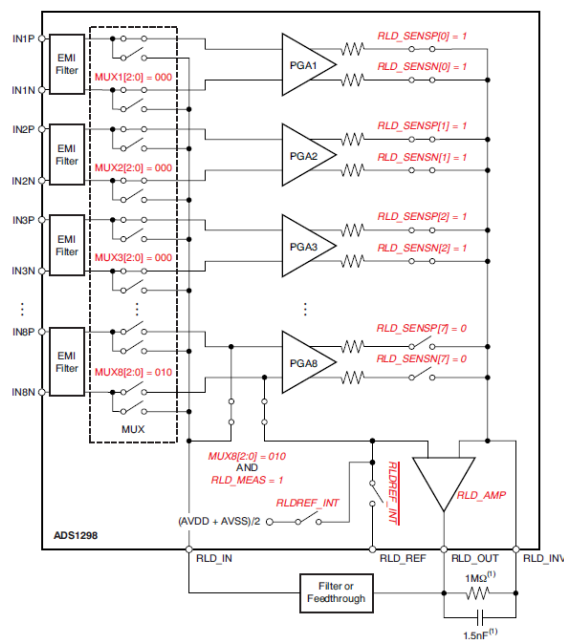 IN1P
EMI
Filter
IN1N
MUX1[2:0] = 000
PGA1
RLD_SENSP[0] = 1
RLD_SENSN[0] = 1
IN2P
EMI
Filter
IN2N
MUX2[2:0] = 000
PGA2
RLD_SENSP[1] = 1
RLD_SENSN[1] = 1
IN3P
EMI
Filter
IN3N
MUX3[2:0] = 000
PGA3
RLD_SENSP[2] = 1
RLD_SENSN[2] = 1
IN8P
EMI
Filter
IN8N
MUX8[2:0] = 010
PGA8
RLD_SENSP[7] = 0
RLD_SENSN[7] = 0
MUX
MUX8[2:0] = 010
AND
RLD_MEAS = 1
RLDREF_INT
RLDREF_INT
(AVDD + AVSS)/2
RLD_AMP
ADS1298
RLD_IN
RLD_REF
RLD_OUT
RLD_INV
Filter or
Feedthrough
1MΩ(1)
1.5nF(1)